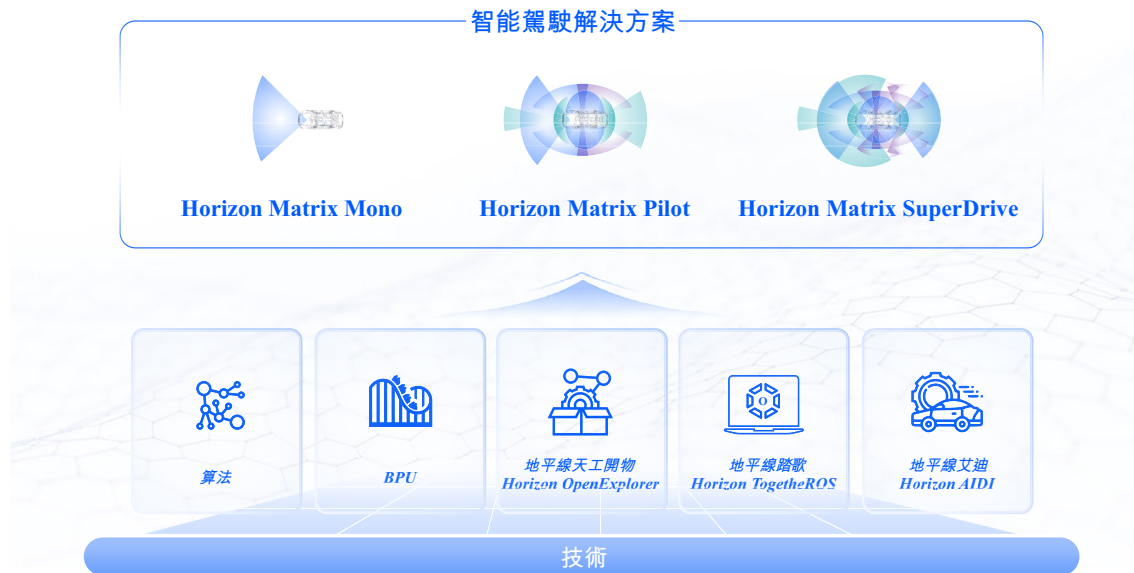 智能駕駛解決方案
Horizon Matrix Mono
Horizon Matrix Pilot
Horizon Matrix SuperDrive
算法
BPU
地平線天工開物
Horizon OpenExplorer
地平線踏歌
Horizon TogetheROS
地平線艾迪
Horizon AIDI
技術